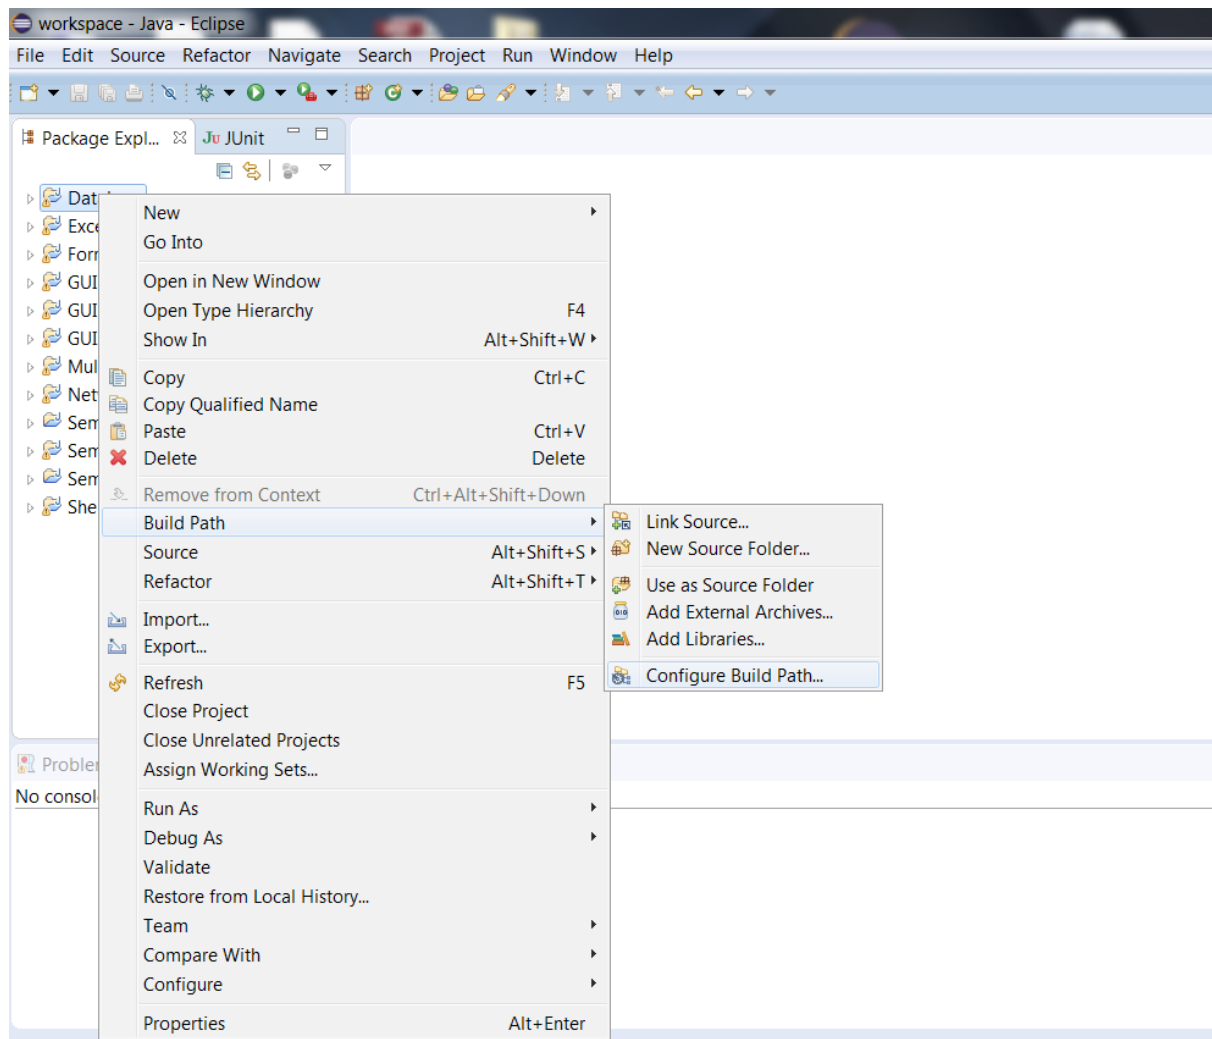 workspace - Java - Eclipse
File Edit Source Refactor Navigate Search Project Run Window Help
Package Expl... JUnit
New
Go Into
Open in New Window
Open Type Hierarchy F4
Show In Alt+Shift+W
Copy Ctrl+C
Copy Qualified Name
Paste Ctrl+V
Delete Delete
Remove from Context Ctrl+Alt+Shift+Down
Build Path
Source Alt+Shift+S
Refactor Alt+Shift+T
Import...
Export...
Refresh F5
Close Project
Close Unrelated Projects
Assign Working Sets...
Run As
Debug As
Validate
Restore from Local History...
Team
Compare With
Configure
Properties Alt+Enter
Link Source...
New Source Folder...
Use as Source Folder
Add External Archives...
Add Libraries...
Configure Build Path...
GUI
GUI
GUI
No consol